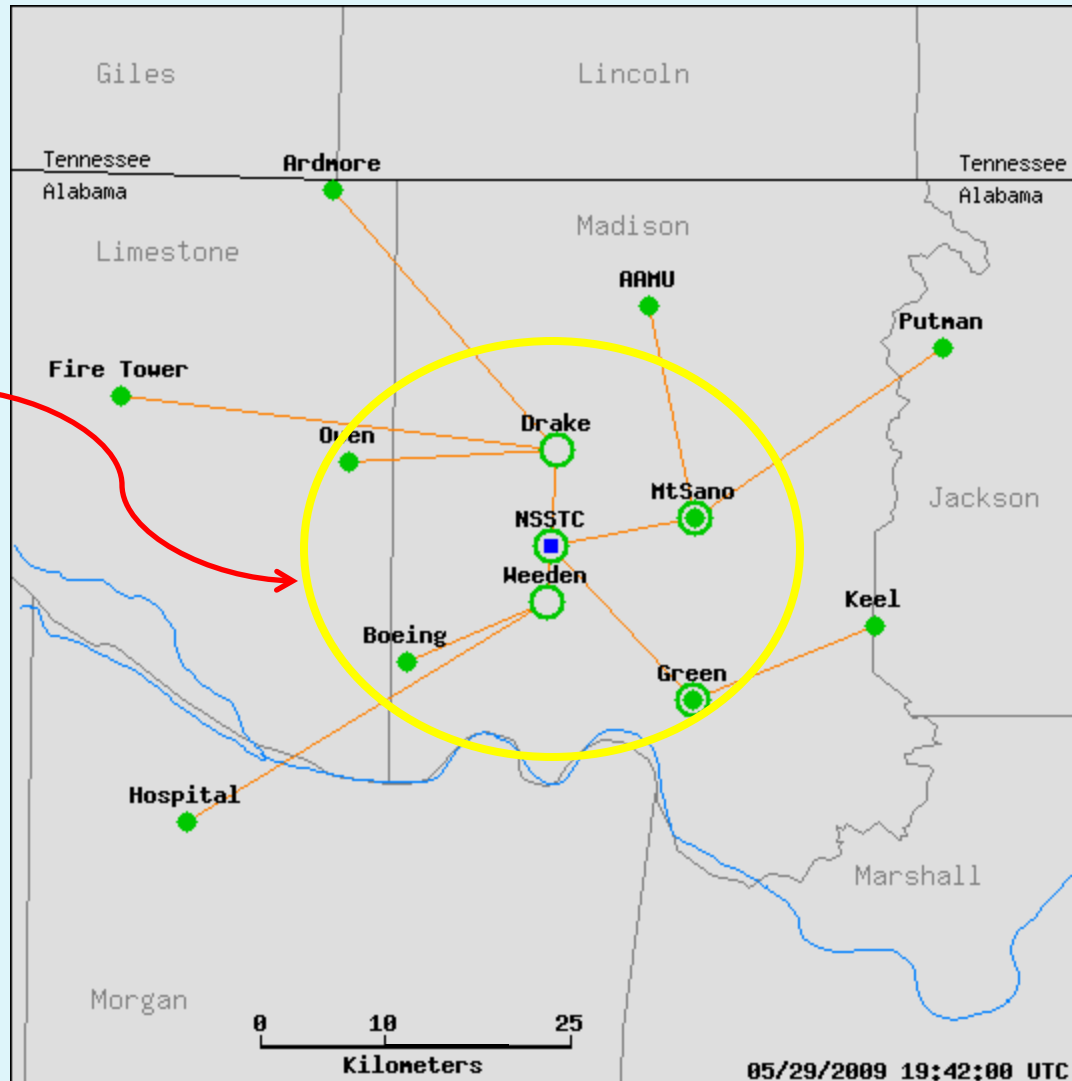 Giles
Lincoln
Tennessee
Ardmore
Tennessee
Alabama
Alabama
Madison
Limestone
AAMU
Putman
Fire Tower
Drake
Owen
MtSano
Jackson
NSSTC
Weeden
Keel
Boeing
Green
Hospital
Marshall
Morgan
0 10 25
Kilometers
05/29/2009 19:42:00 UTC